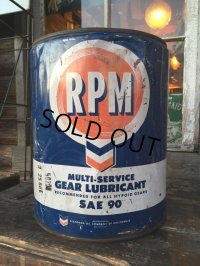 RPM
SOLD OUT
MULTI-SERVICE
GEAR LUBRICANT
RECOMMENDED FOR ALL HYPOID GEARS
SAE 90